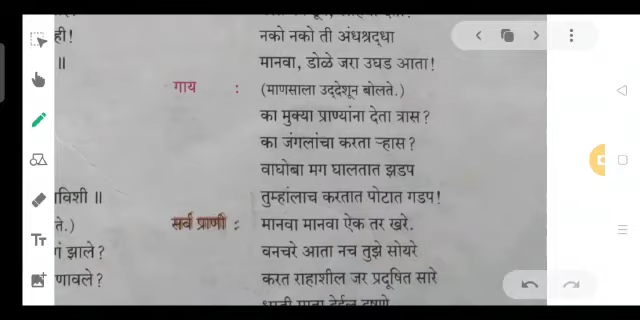 ही!
नको नको ती अंधश्रद्धा
॥
मानवा, डोळे जरा उघड आता!
गाय : (माणसाला उद्देशून बोलते.)
का मुक्या प्राण्यांना देता त्रास?
का जंगलांचा करता ऱ्हास?
वाघोबा मग घालतात झडप
विशी ॥
तुम्हांलाच करतात पोटात गडप!
ते.)
सर्व प्राणी : मानवा मानवा ऐक तर खरे.
झाले?
वनचरे आता नच तुझे सोयरे
णावले?
करत राहाशील जर प्रदूषित सारे